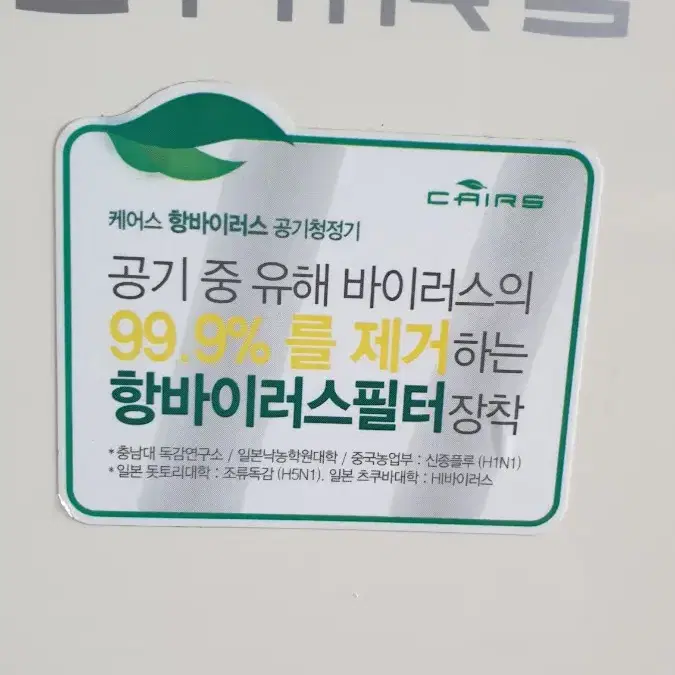 CAIRS
CAIRS
케어스 항바이러스 공기청정기
공기 중 유해 바이러스의
99.9% 를 제거하는
항바이러스필터장착
*충남대 독감연구소 / 일본낙농학원대학 / 중국농업부 : 신종플루 (H1N1)
*일본 돗토리대학 : 조류독감 (H5N1). 일본 츠쿠바대학 : HI바이러스